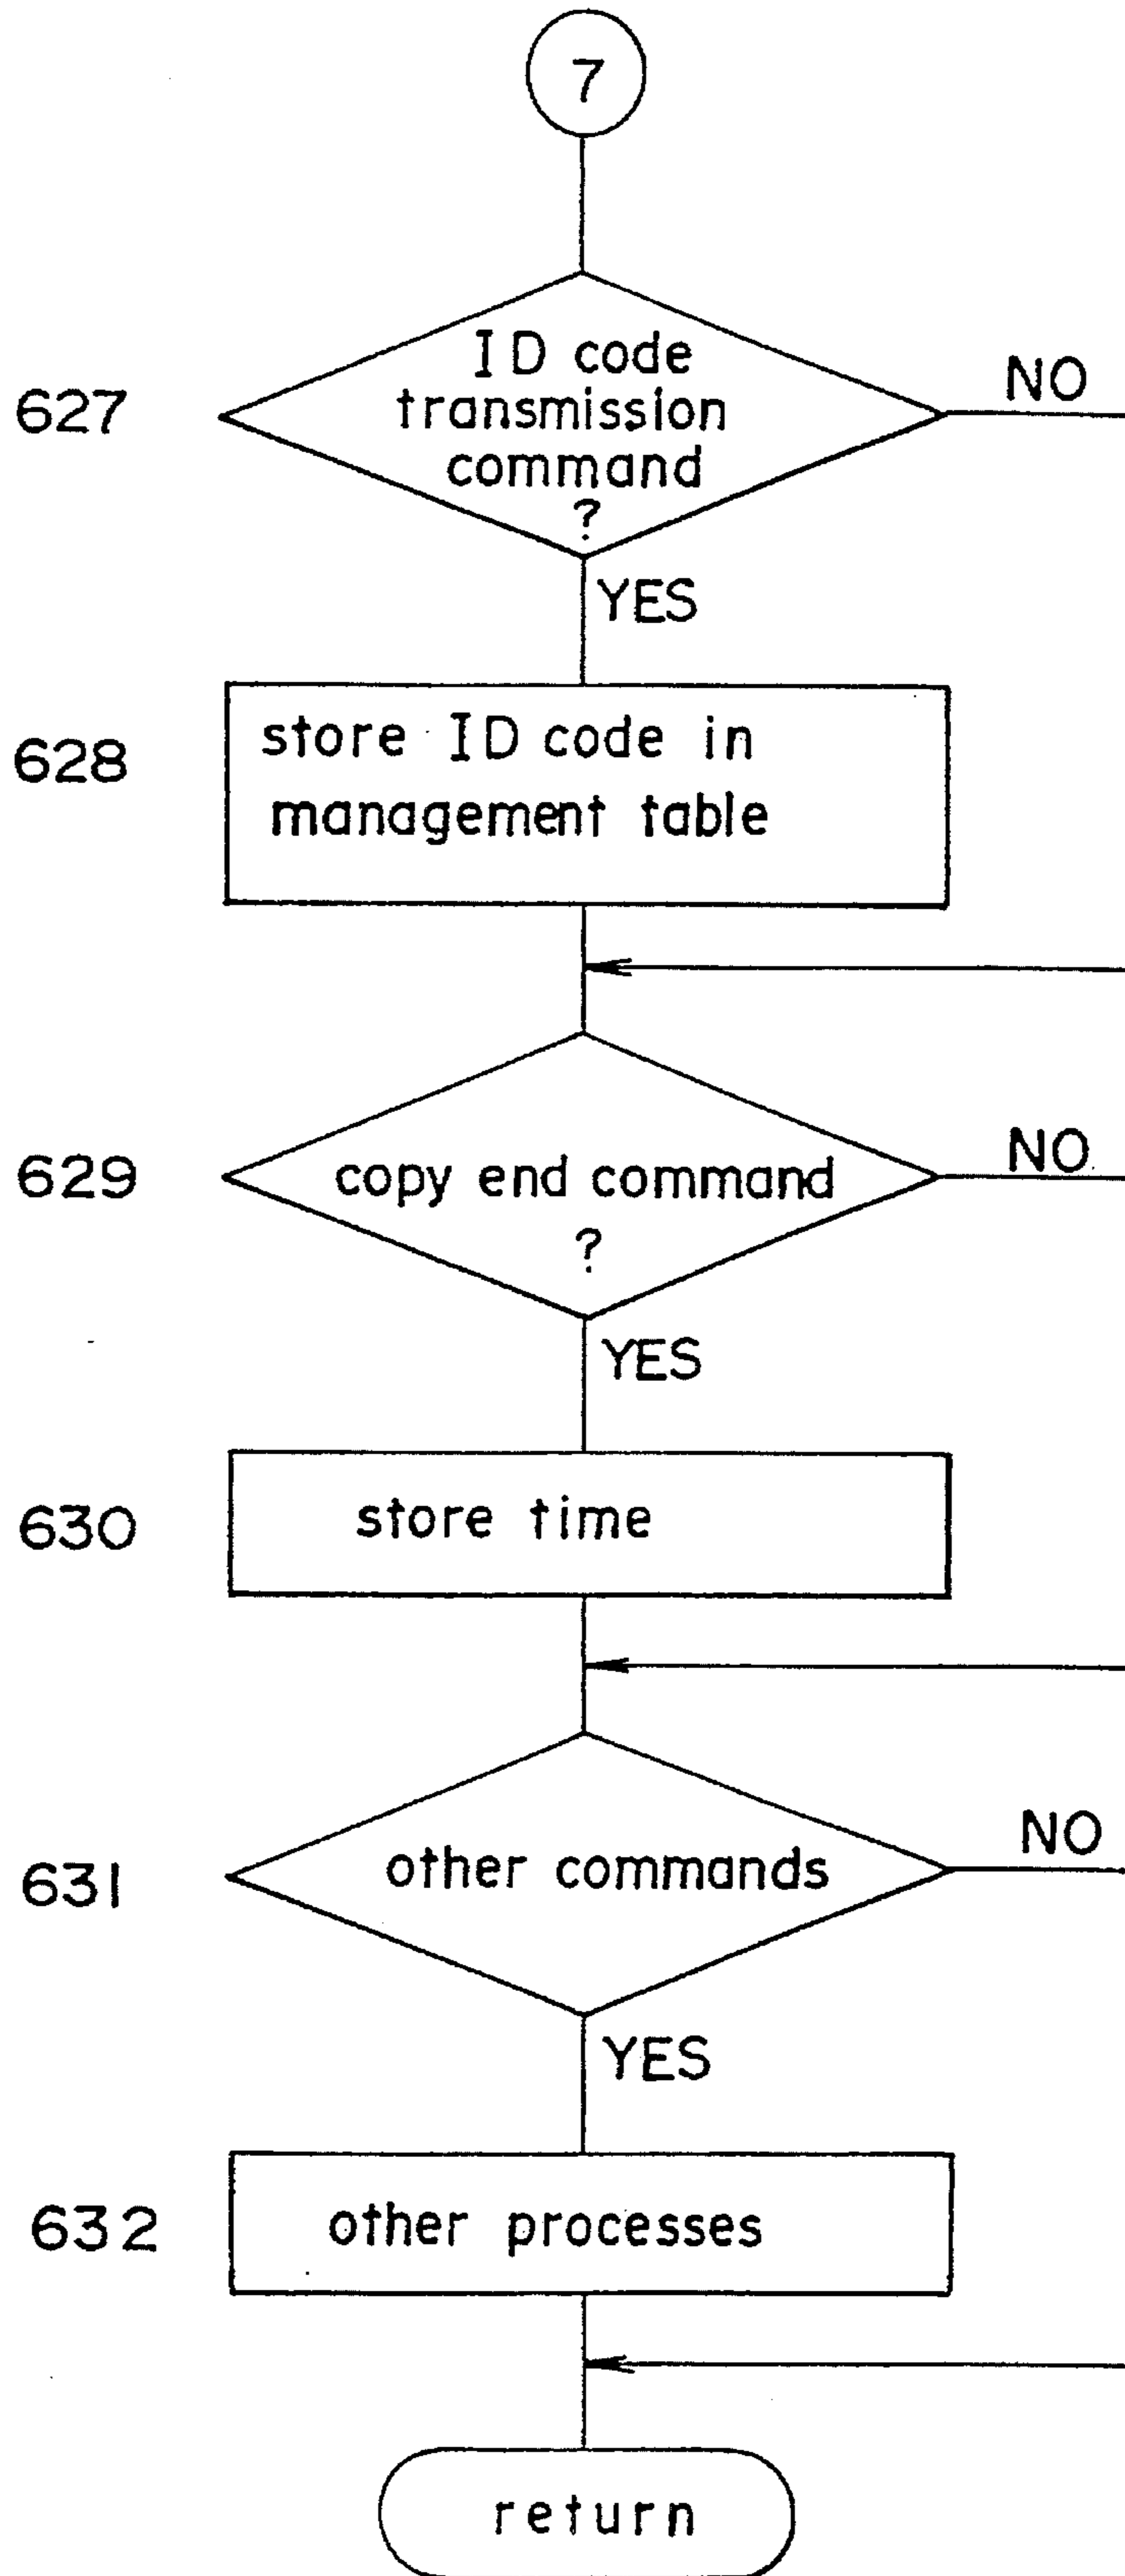 7
627
ID code
transmission
command
?
NO
YES
628
store ID code in
management table
629
copy end command
?
NO
YES
630
store time
631
other commands
NO
YES
632
other processes
return